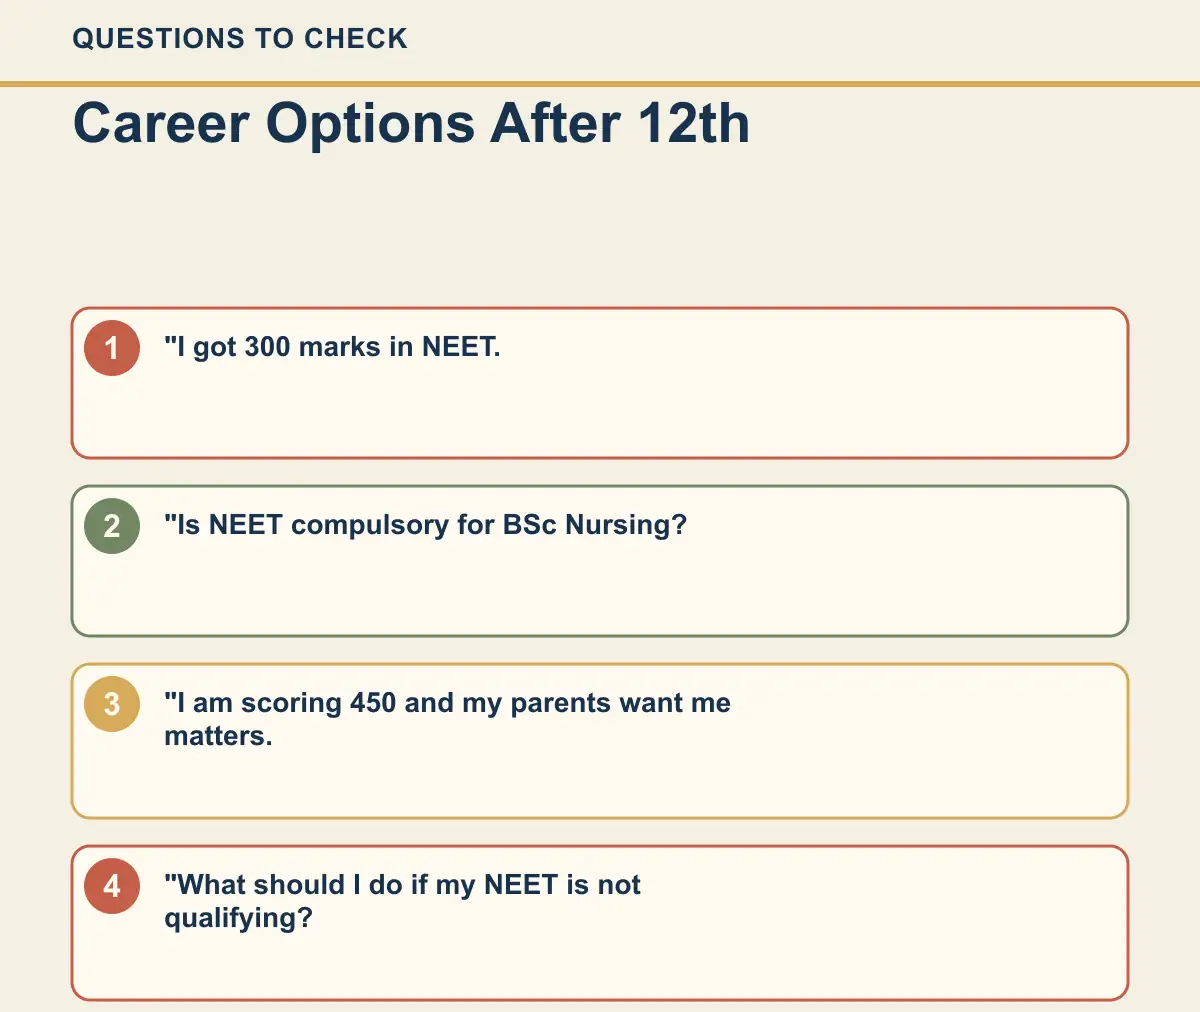 QUESTIONS TO CHECK
Career Options After 12th
1
"I got 300 marks in NEET.
2
"Is NEET compulsory for BSc Nursing?
3
"I am scoring 450 and my parents want me
matters.
4
"What should I do if my NEET is not
qualifying?